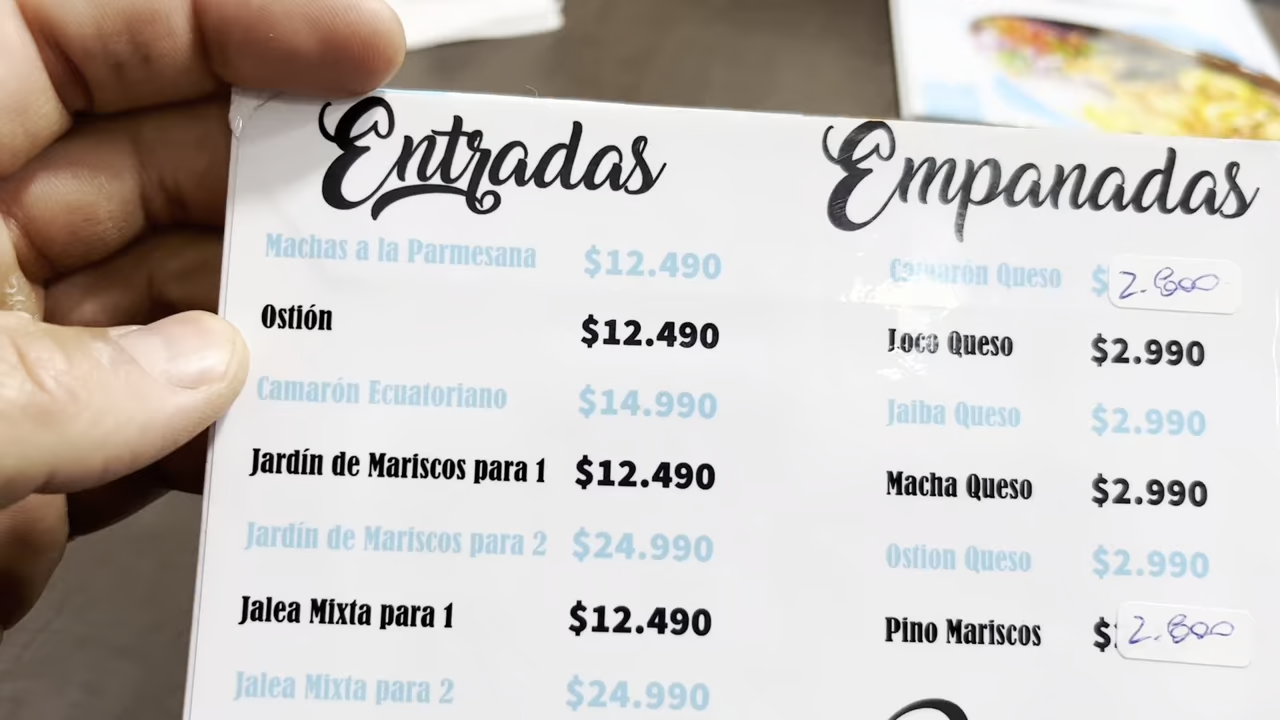 Entradas
Machas a la Parmesana $12.490
Ostión $12.490
Camarón Ecuatoriano $14.990
Jardín de Mariscos para 1 $12.490
Jardín de Mariscos para 2 $24.990
Jalea Mixta para 1 $12.490
Jalea Mixta para 2 $24.990
Empanadas
Camarón Queso $2.800
Loco Queso $2.990
Jaiba Queso $2.990
Macha Queso $2.990
Ostion Queso $2.990
Pino Mariscos $2.800